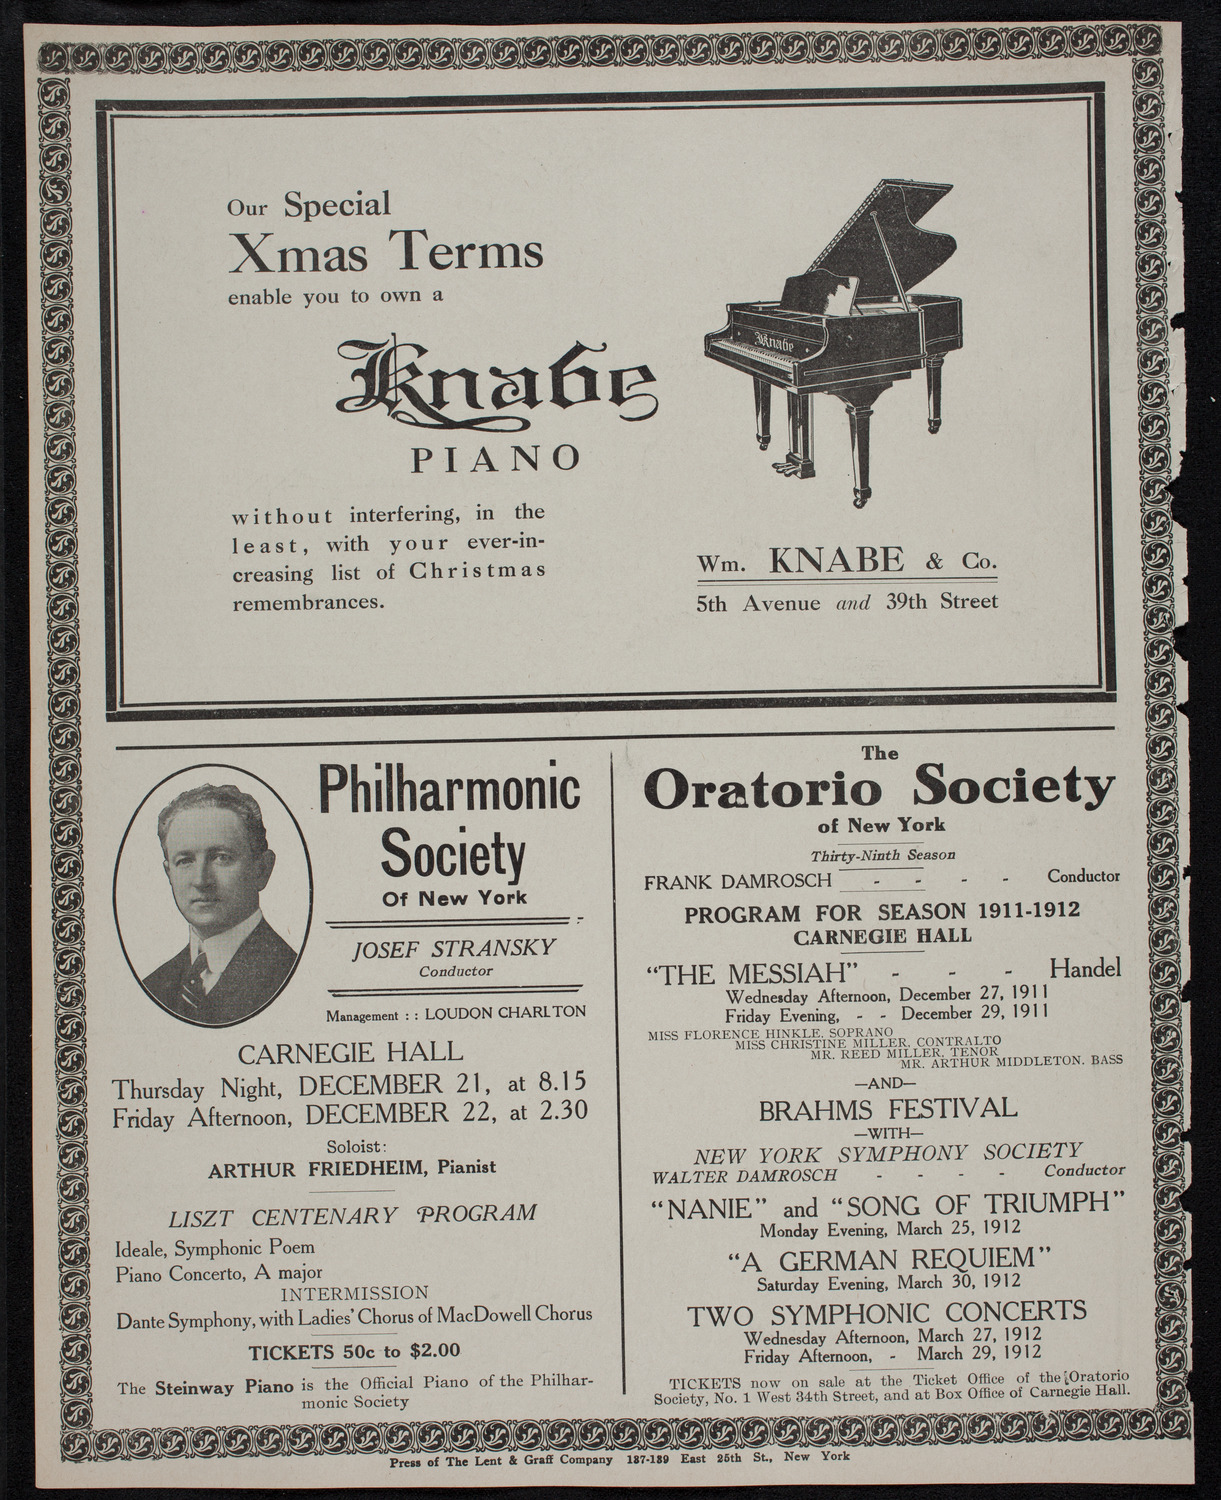 Our Special
Xmas Terms
enable you to own a
Knabe
PIANO
without interfering, in the
least, with your ever-in-
creasing list of Christmas
remembrances.
Knabe
Wm. KNABE & Co.
5th Avenue and 39th Street
Philharmonic
Society
Of New York
JOSEF STRANSKY
Conductor
Management : : LOUDON CHARLTON
CARNEGIE HALL
Thursday Night, DECEMBER 21, at 8.15
Friday Afternoon, DECEMBER 22, at 2.30
Soloist:
ARTHUR FRIEDHEIM, Pianist
LISZT CENTENARY PROGRAM
Ideale, Symphonic Poem
Piano Concerto, A major
INTERMISSION
Dante Symphony, with Ladies' Chorus of MacDowell Chorus
TICKETS 50c to $2.00
The Steinway Piano is the Official Piano of the Philhar-
monic Society
The
Oratorio Society
of New York
Thirty-Ninth Season
FRANK DAMROSCH - - - - Conductor
PROGRAM FOR SEASON 1911-1912
CARNEGIE HALL
"THE MESSIAH" - - - Handel
Wednesday Afternoon, December 27, 1911
Friday Evening, - - December 29, 1911
MISS FLORENCE HINKLE, SOPRANO
MISS CHRISTINE MILLER, CONTRALTO
MR. REED MILLER, TENOR
MR. ARTHUR MIDDLETON, BASS
—AND—
BRAHMS FESTIVAL
—WITH—
NEW YORK SYMPHONY SOCIETY
WALTER DAMROSCH - - - - Conductor
"NANIE" and "SONG OF TRIUMPH"
Monday Evening, March 25, 1912
"A GERMAN REQUIEM"
Saturday Evening, March 30, 1912
TWO SYMPHONIC CONCERTS
Wednesday Afternoon, March 27, 1912
Friday Afternoon, - March 29, 1912
TICKETS now on sale at the Ticket Office of the Oratorio
Society, No. 1 West 34th Street, and at Box Office of Carnegie Hall.
Press of The Lent & Graff Company 137-139 East 25th St., New York